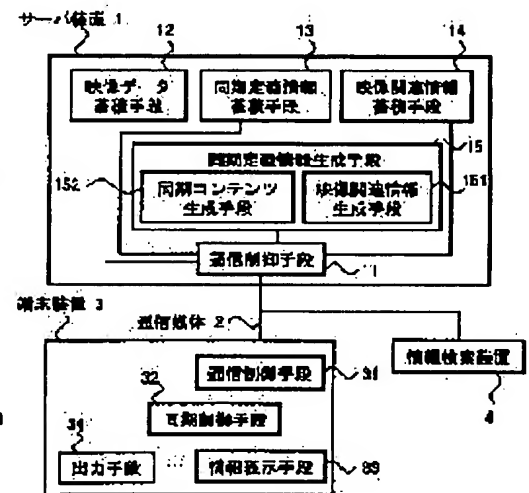 サーバ装置 1
12 13 14
映像データ 同期定義情報 映像関連情報
蓄積手段 蓄積手段 蓄積手段
15
同期定義情報生成手段
152 同期コンテンツ 映像関連情報 151
生成手段 生成手段
通信制御手段
11
端末装置 3
通信媒体 2
通信制御手段 31
情報検索装置
32
同期制御手段
4
34
出力手段 情報表示手段 33